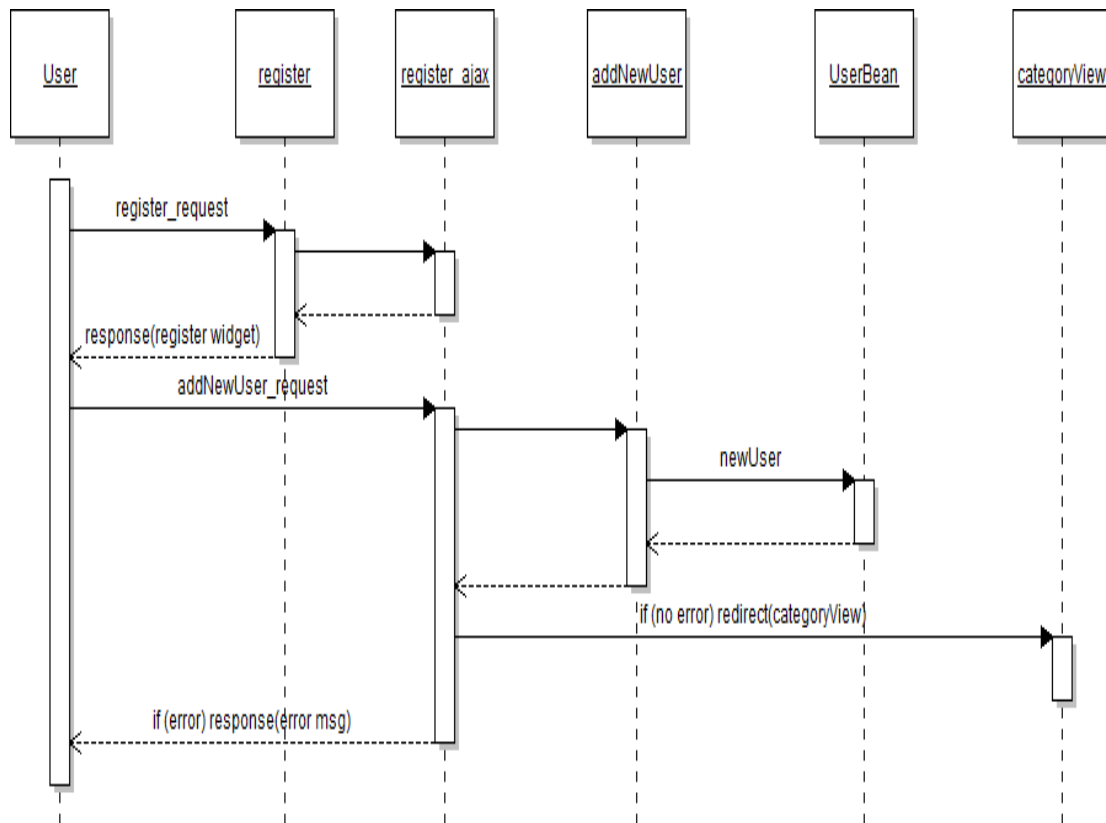 User
register
register_ajax
addNewUser
UserBean
categoryView
register_request
response(register widget)
addNewUser_request
newUser
if (no error) redirect(categoryView)
if (error) response(error msg)